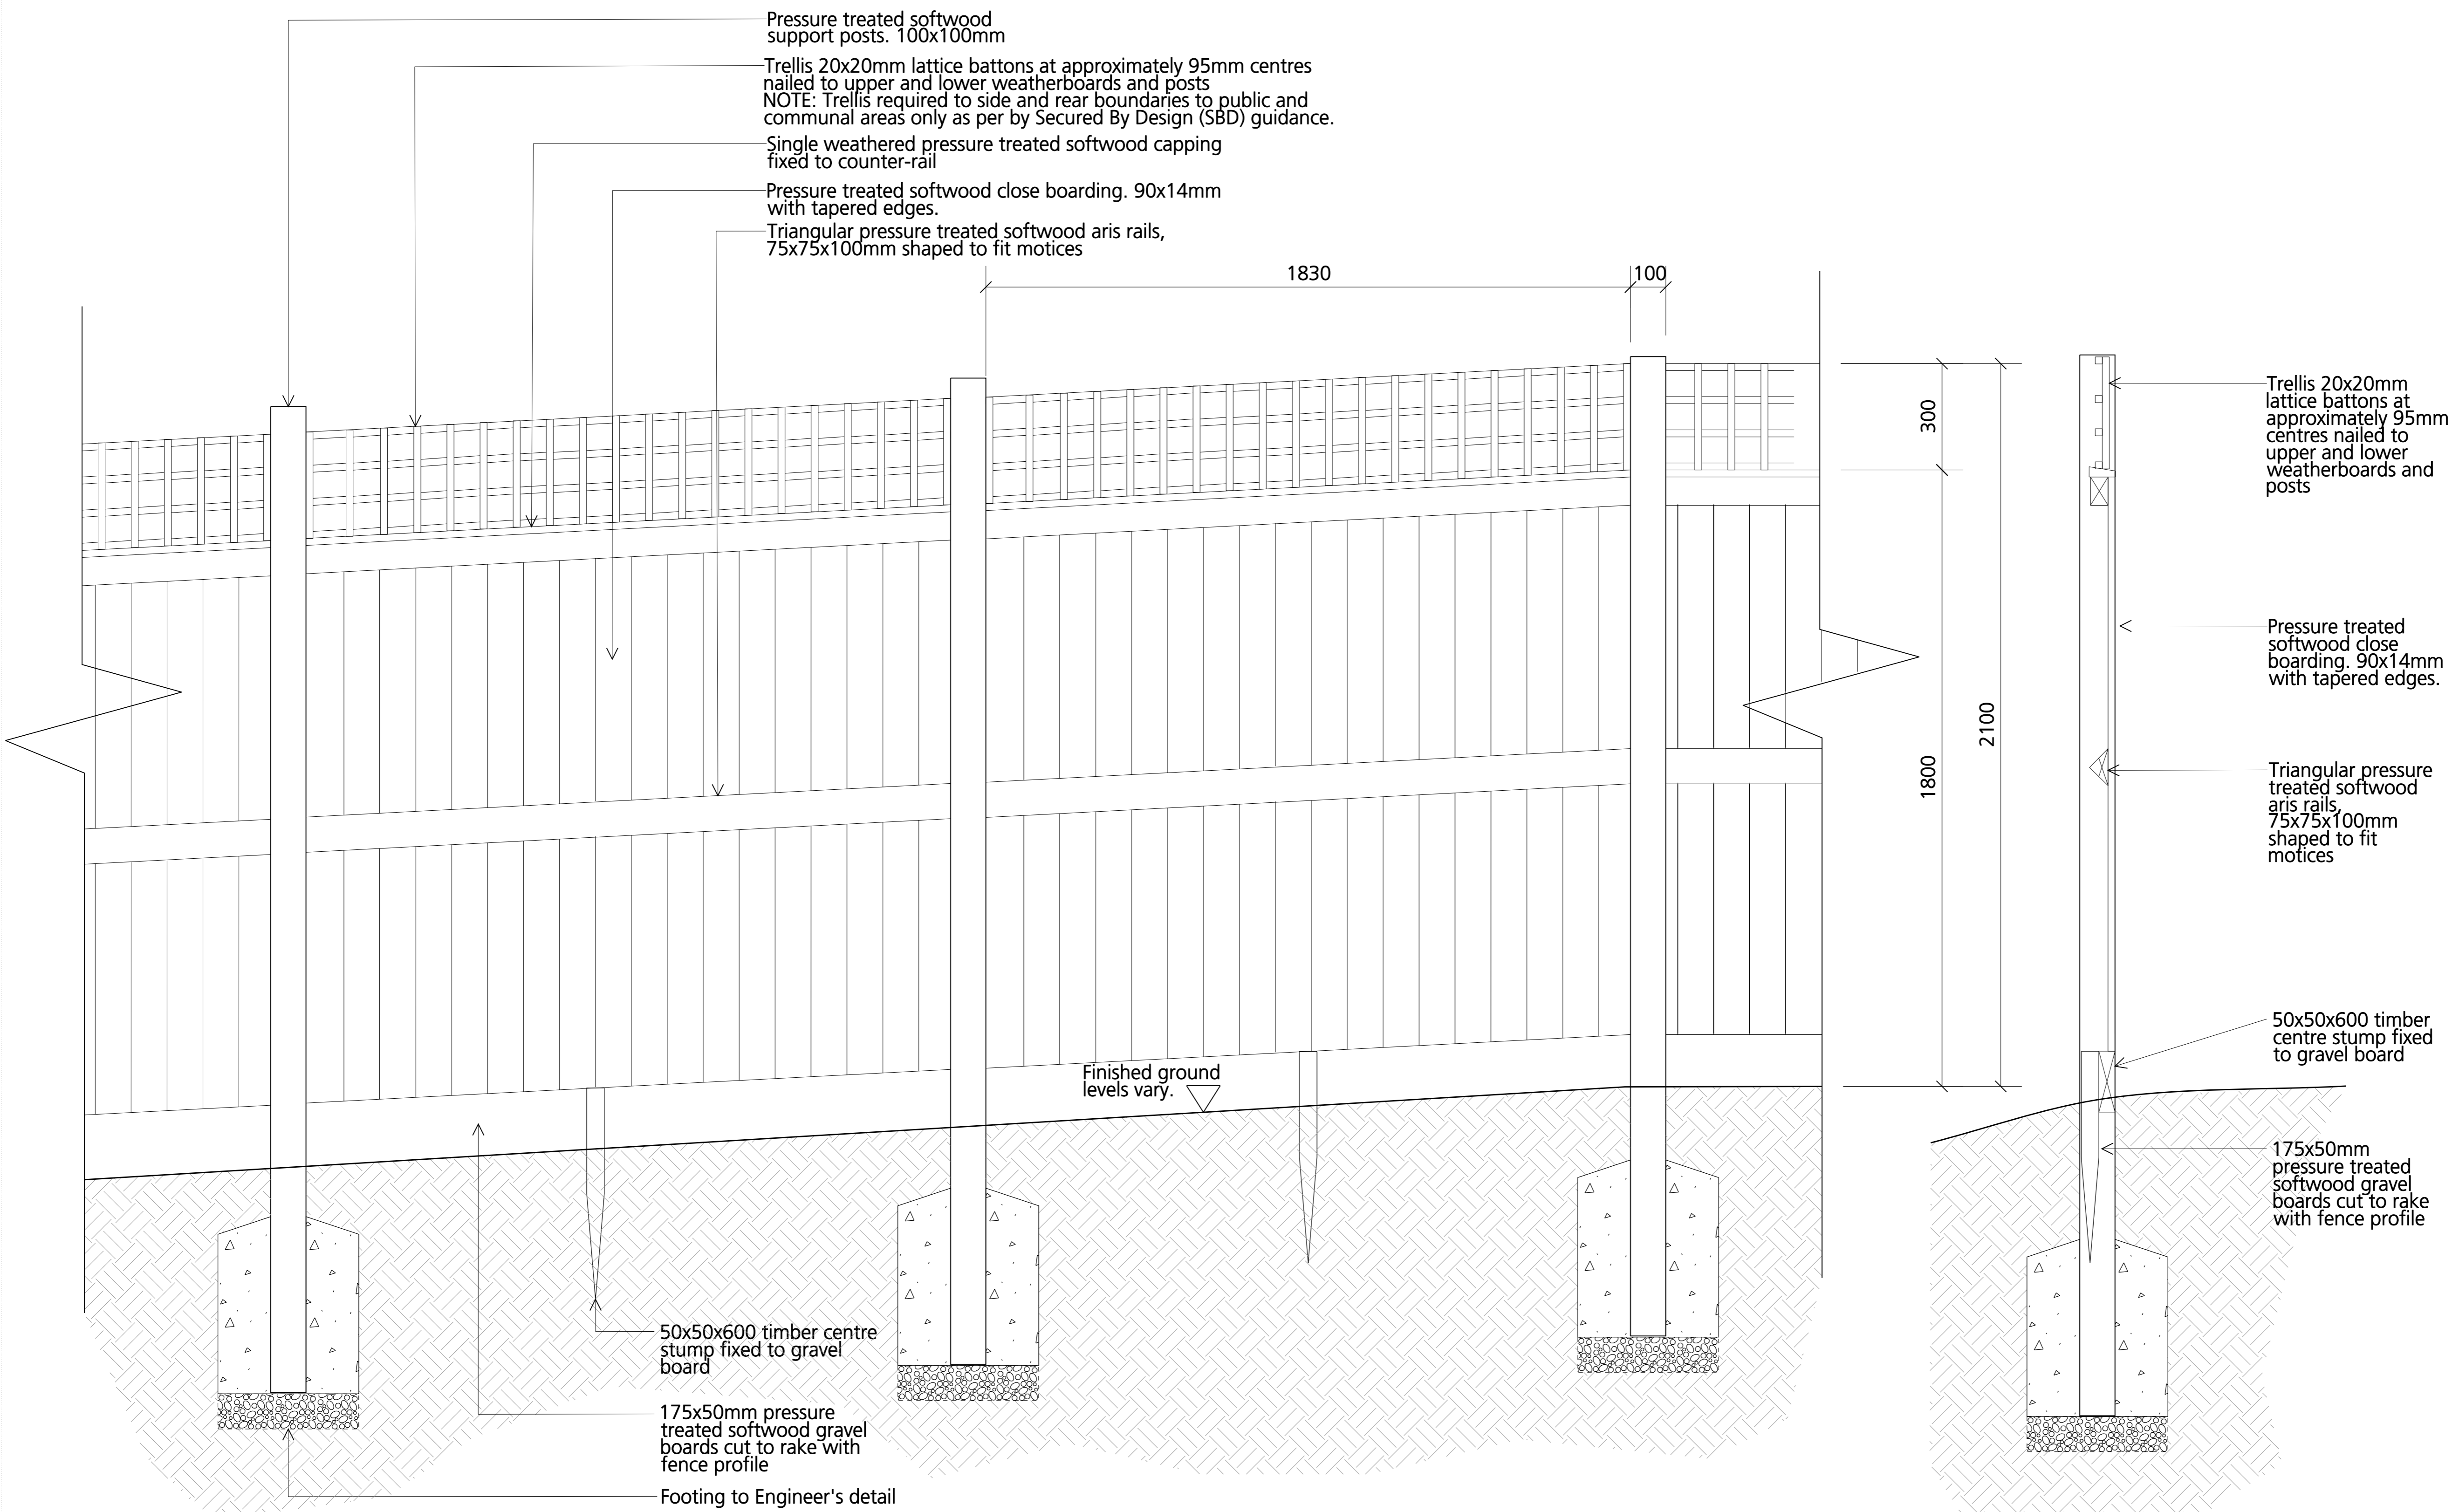 Pressure treated softwood
support posts. 100x100mm
Trellis 20x20mm lattice battons at approximately 95mm centres
nailed to upper and lower weatherboards and posts
NOTE: Trellis required to side and rear boundaries to public and
communal areas only as per by Secured By Design (SBD) guidance.
Single weathered pressure treated softwood capping
fixed to counter-rail
Pressure treated softwood close boarding. 90x14mm
with tapered edges.
Triangular pressure treated softwood aris rails,
75x75x100mm shaped to fit motices
1830
100
300
1800
2100
Trellis 20x20mm
lattice battons at
approximately 95mm
centres nailed to
upper and lower
weatherboards and
posts
Pressure treated
softwood close
boarding. 90x14mm
with tapered edges.
Triangular pressure
treated softwood
aris rails,
75x75x100mm
shaped to fit
motices
50x50x600 timber
centre stump fixed
to gravel board
175x50mm
pressure treated
softwood gravel
boards cut to rake
with fence profile
Finished ground
levels vary.
50x50x600 timber centre
stump fixed to gravel
board
175x50mm pressure
treated softwood gravel
boards cut to rake with
fence profile
Footing to Engineer's detail